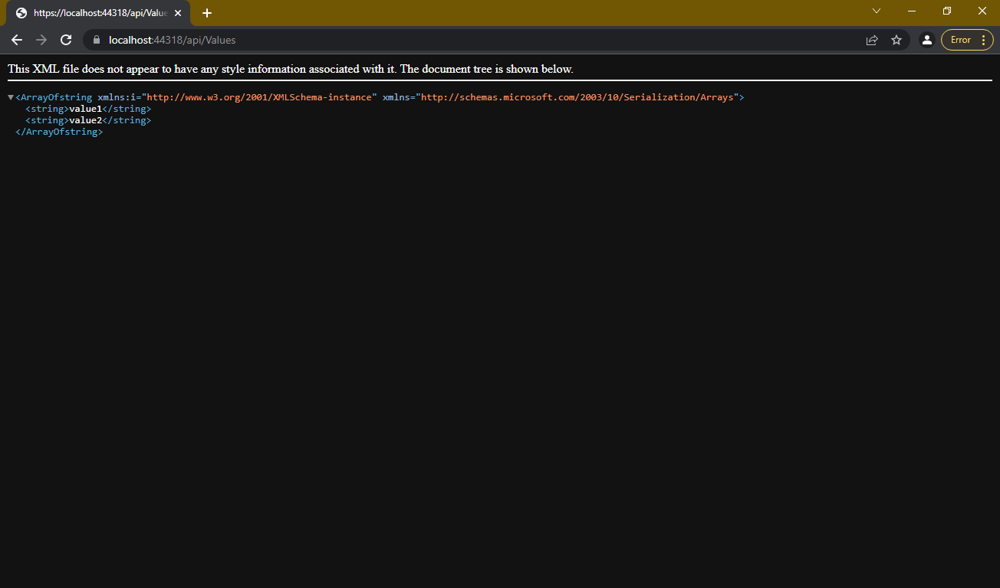 https://localhost:44318/api/Value
localhost:44318/api/Values
Error
This XML file does not appear to have any style information associated with it. The document tree is shown below.
<ArrayOfstring xmlns:i="http://www.w3.org/2001/XMLSchema-instance" xmlns="http://schemas.microsoft.com/2003/10/Serialization/Arrays">
<string>value1</string>
<string>value2</string>
</ArrayOfstring>